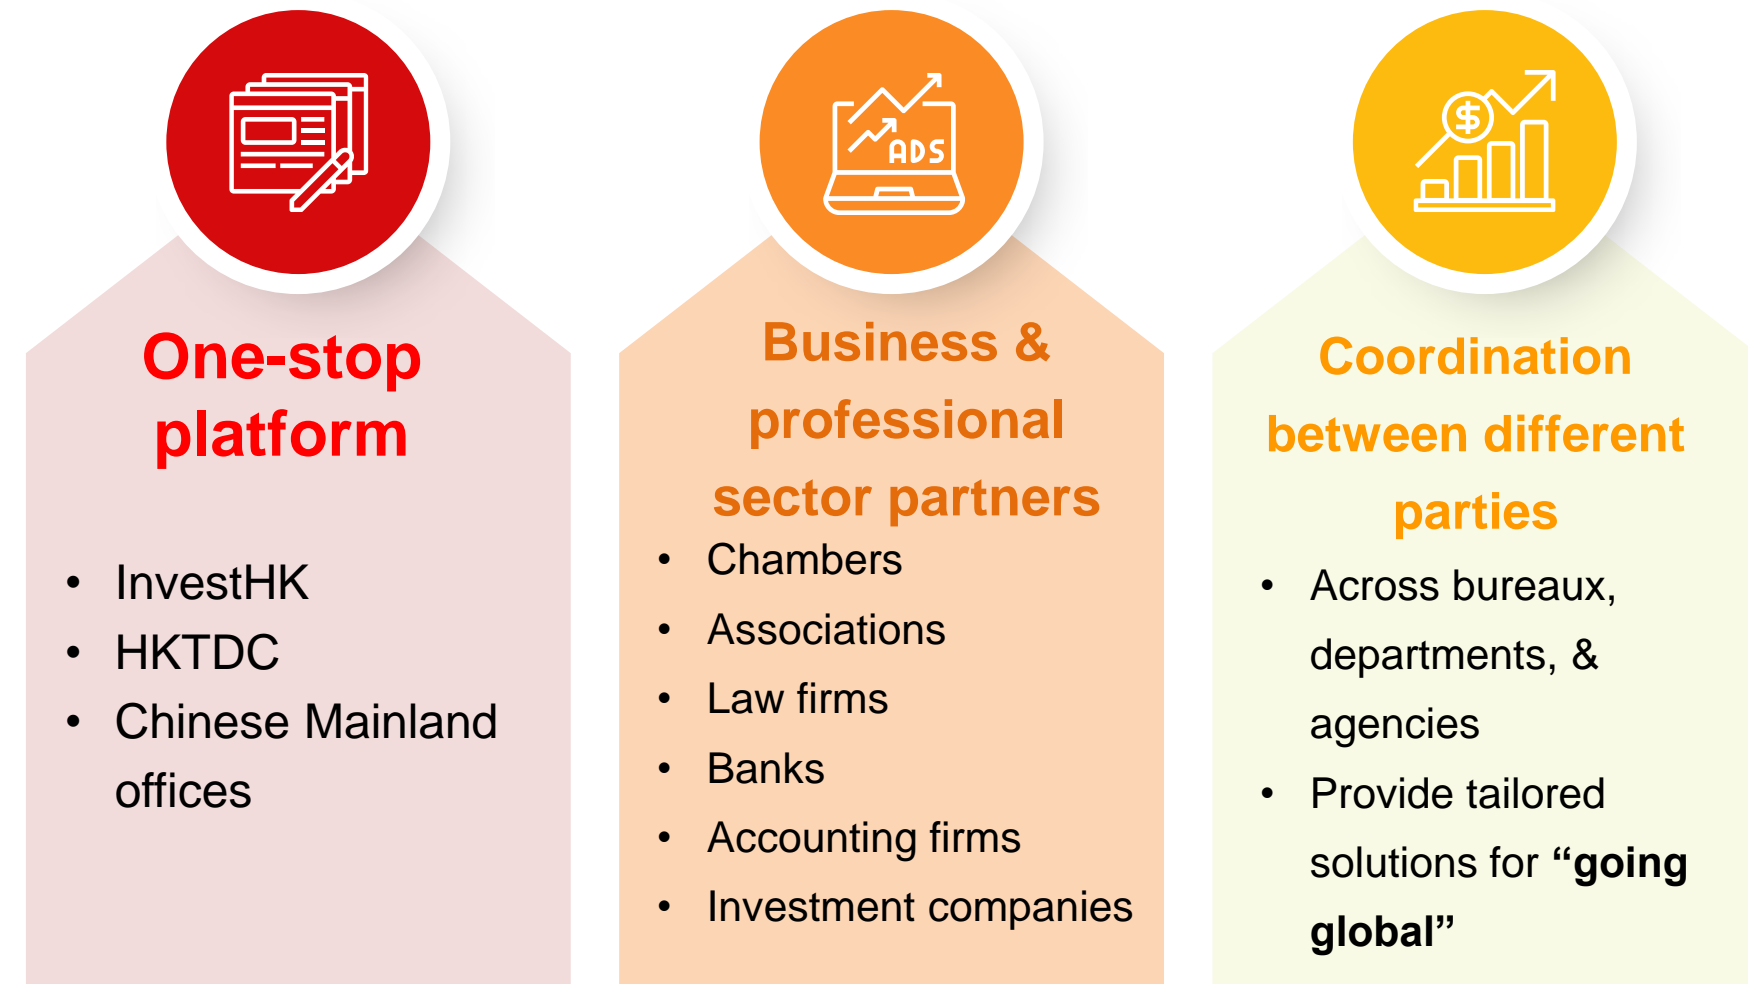 One-stop
platform
• InvestHK
• HKTDC
• Chinese Mainland
offices
ADS
Business &
professional
sector partners
• Chambers
• Associations
• Law firms
• Banks
• Accounting firms
• Investment companies
$
Coordination
between different
parties
• Across bureaux,
departments, &
agencies
• Provide tailored
solutions for “going
global”